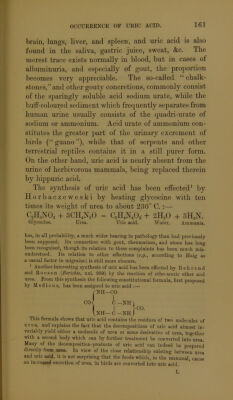 OCCURRENCE OF URIC ACID. 161
brain, lungs, liver, and spleen, and uric acid is also
found in the saliva, gastric juice, sweat, &c. The
merest trace exists normally in blood, but in cases of
albuminuria, and especially of gout, the proportion
becomes very appreciable. The so-called "chalk-
stones," and other gouty concretions, commonly consist
of the sparingly soluble acid sodium urate, while the
buff-coloured sediment which frequently separates from
human urine usually consists of the quadri-urate of
sodium or ammonium. Acid urate of ammonium con-
stitutes the greater part of the urinary excrement of
birds ("guano"), while that of serpents and other
terrestrial reptiles contains it in a still purer form.
On the other hand, uric acid is nearly absent from the
urine of herbivorous mammals, being replaced therein
by hippuric acid.
The synthesis of uric acid has been effected¹ by
Horbaczeweski by heating glycosine with ten
times its weight of urea to about 230° C. :—
C₂H₅NO₂ + 3CH₄N₂O = C₅H₄N₄O₃ + 2H₂O + 3H₃N.
Glycosine. Urea. Uric acid. Water. Ammonia.
has, in all probability, a much wider bearing in pathology than had previously
been supposed. Its connection with gout, rheumatism, and stone has long
been recognised, though its relation to these complaints has been much mis-
understood. Its relation to other affections (e.g., according to Haig as
a causal factor in migraine) is still more obscure.
¹ Another interesting synthesis of uric acid has been effected by Behrend
and Roosen (Berichte, xxi. 999) by the reaction of nitro-uracic ether and
urea. From this synthesis the following constitutional formula, first proposed
by Medicus, has been assigned to uric acid :—
NH—CO
CO C—NH
CO.
NH—C—NH
This formula shows that uric acid contains the residues of two molecules of
urea, and explains the fact that the decompositions of uric acid almost in-
variably yield either a molecule of urea or some derivative of urea, together
with a second body which can by further treatment be converted into urea.
Many of the decomposition-products of uric acid can indeed be prepared
directly from urea. In view of the close relationship existing between urea
and uric acid, it is not surprising that the foods which, in the mammal, cause
an increased excretion of urea, in birds are converted into uric acid.
L